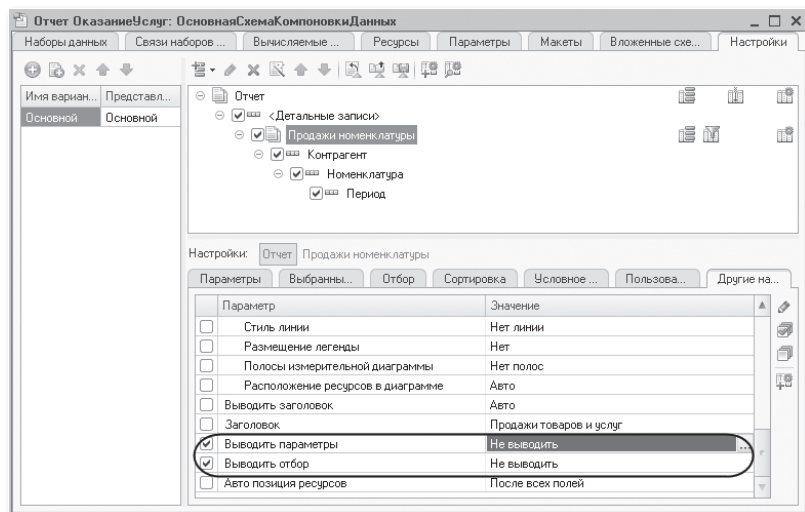 Отчет ОказаниеУслуг: ОсновнаяСхемаКомпоновкиДанных
Наборы данных Связи наборов ... Вычисляемые ... Ресурсы Параметры Макеты Вложенные схе... Настройки
Имя вариан... Представл...
Основной Основной
Отчет
<Детальные записи>
Продажи номенклатуры
Контрагент
Номенклатура
Период
Настройки: Отчет Продажи номенклатуры
Параметры Выбранны... Отбор Сортировка Условное ... Пользова... Другие на...
Параметр Значение
Стиль линии Нет линии
Размещение легенды Нет
Полосы измерительной диаграммы Нет полос
Расположение ресурсов в диаграмме Авто
Выводить заголовок Авто
Заголовок Продажи товаров и услуг
Выводить параметры Не выводить ...
Выводить отбор Не выводить
Авто позиция ресурсов После всех полей